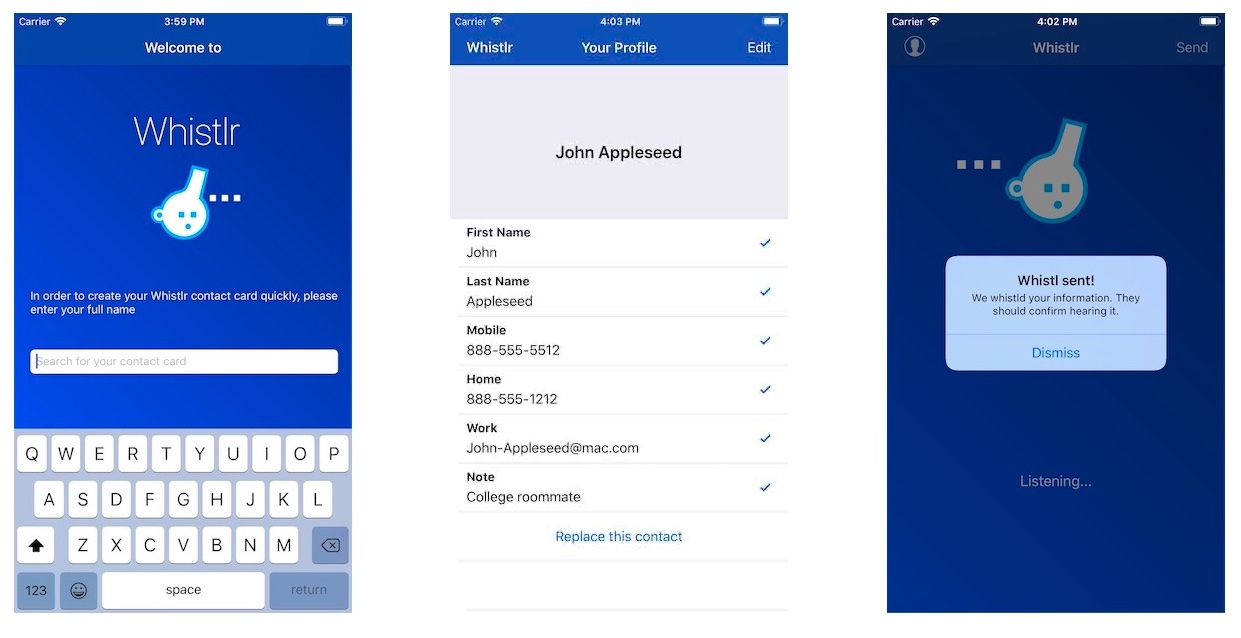 Carrier 3:59 PM
Welcome to
Whistlr
In order to create your Whistlr contact card quickly, please
enter your full name
Search for your contact card
Q W E R T Y U I O P
A S D F G H J K L
Z X C V B N M
123 space return
Carrier 4:03 PM
Whistlr Your Profile Edit
John Appleseed
First Name
John
Last Name
Appleseed
Mobile
888-555-5512
Home
888-555-1212
Work
John-Appleseed@mac.com
Note
College roommate
Replace this contact
Carrier 4:02 PM
Whistlr Send
Whistl sent!
We whistld your information. They
should confirm hearing it.
Dismiss
Listening...